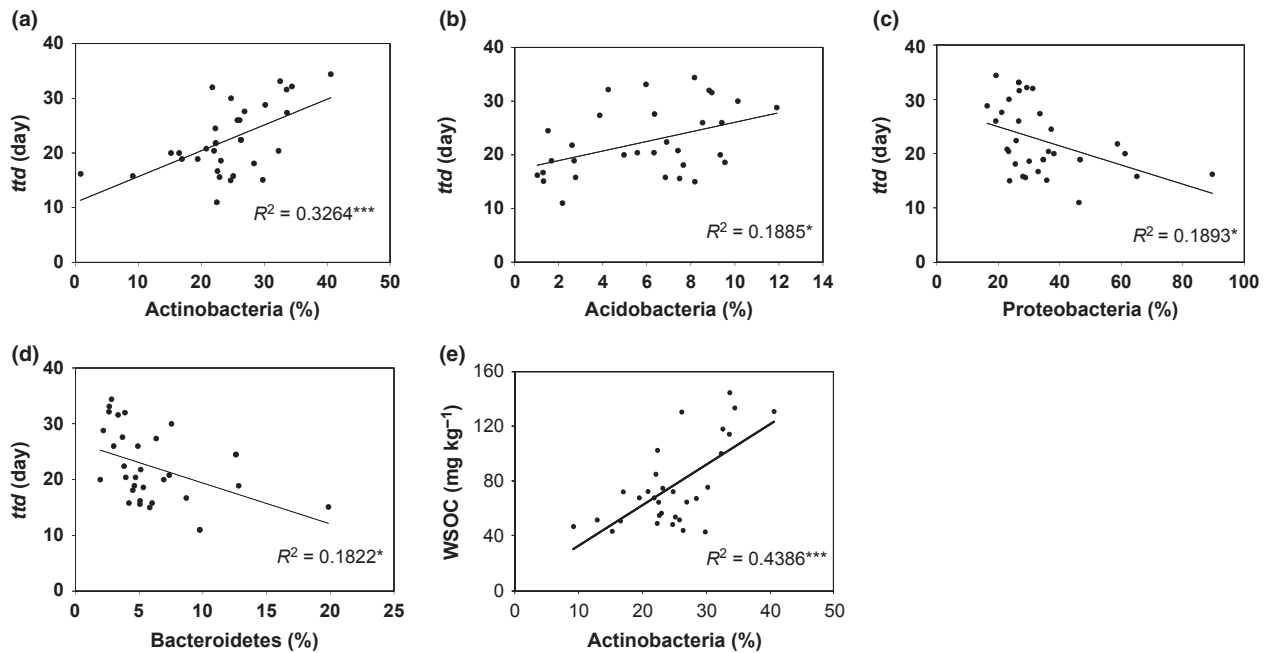 (a)
40
30
20
10
0
ttd (day)
0 10 20 30 40 50
Actinobacteria (%)
R² = 0.3264***
(b)
40
30
20
10
0
ttd (day)
0 2 4 6 8 10 12 14
Acidobacteria (%)
R² = 0.1885*
(c)
40
30
20
10
0
ttd (day)
0 20 40 60 80 100
Proteobacteria (%)
R² = 0.1893*
(d)
40
30
20
10
0
ttd (day)
0 5 10 15 20 25
Bacteroidetes (%)
R² = 0.1822*
(e)
160
120
80
40
0
WSOC (mg kg⁻¹)
0 10 20 30 40 50
Actinobacteria (%)
R² = 0.4386***